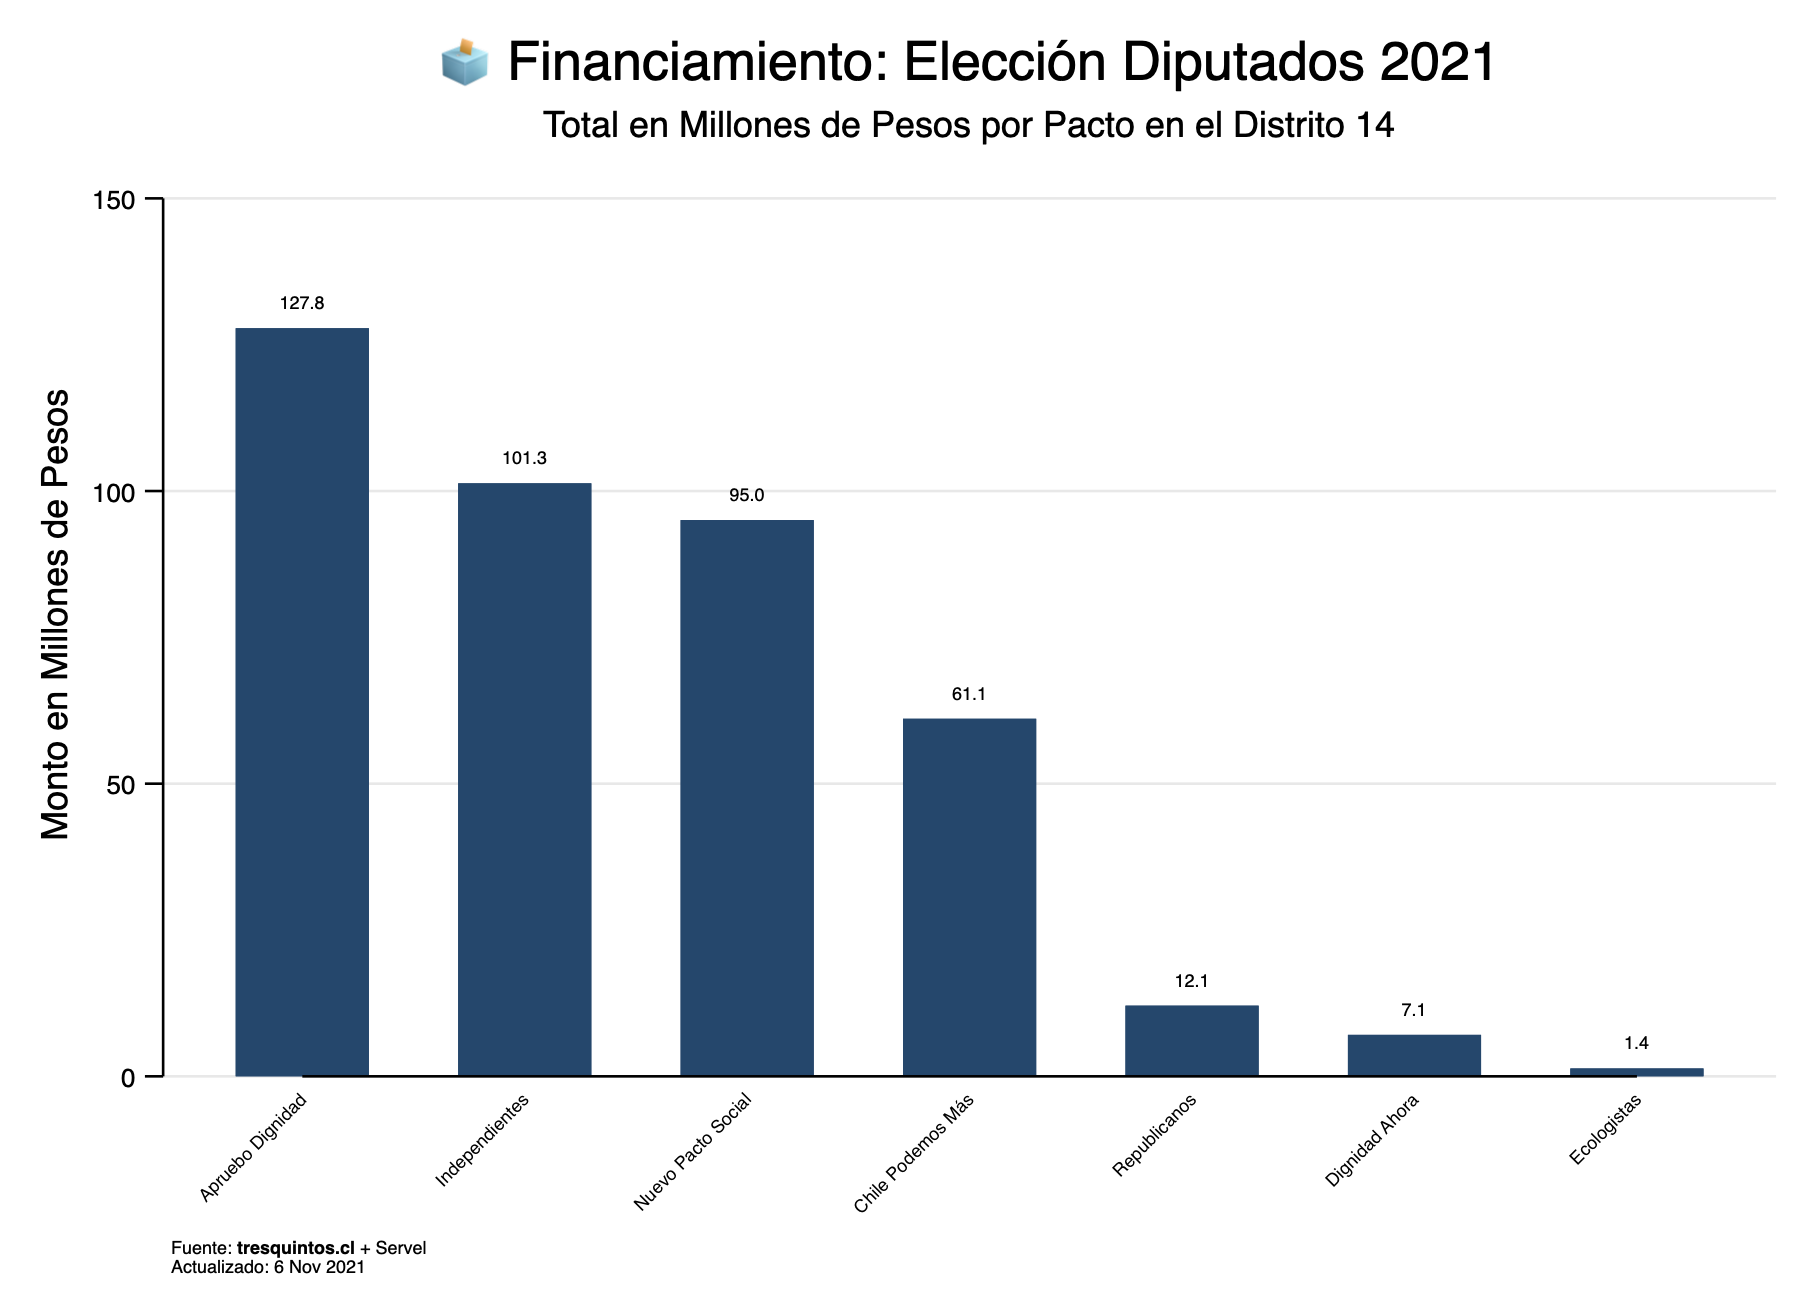 🗳️ Financiamiento: Elección Diputados 2021
Total en Millones de Pesos por Pacto en el Distrito 14
Monto en Millones de Pesos
150
100
50
0
127.8
101.3
95.0
61.1
12.1
7.1
1.4
Apruebo Dignidad
Independientes
Nuevo Pacto Social
Chile Podemos Más
Republicanos
Dignidad Ahora
Ecologistas
Fuente: tresquintos.cl + Servel
Actualizado: 6 Nov 2021